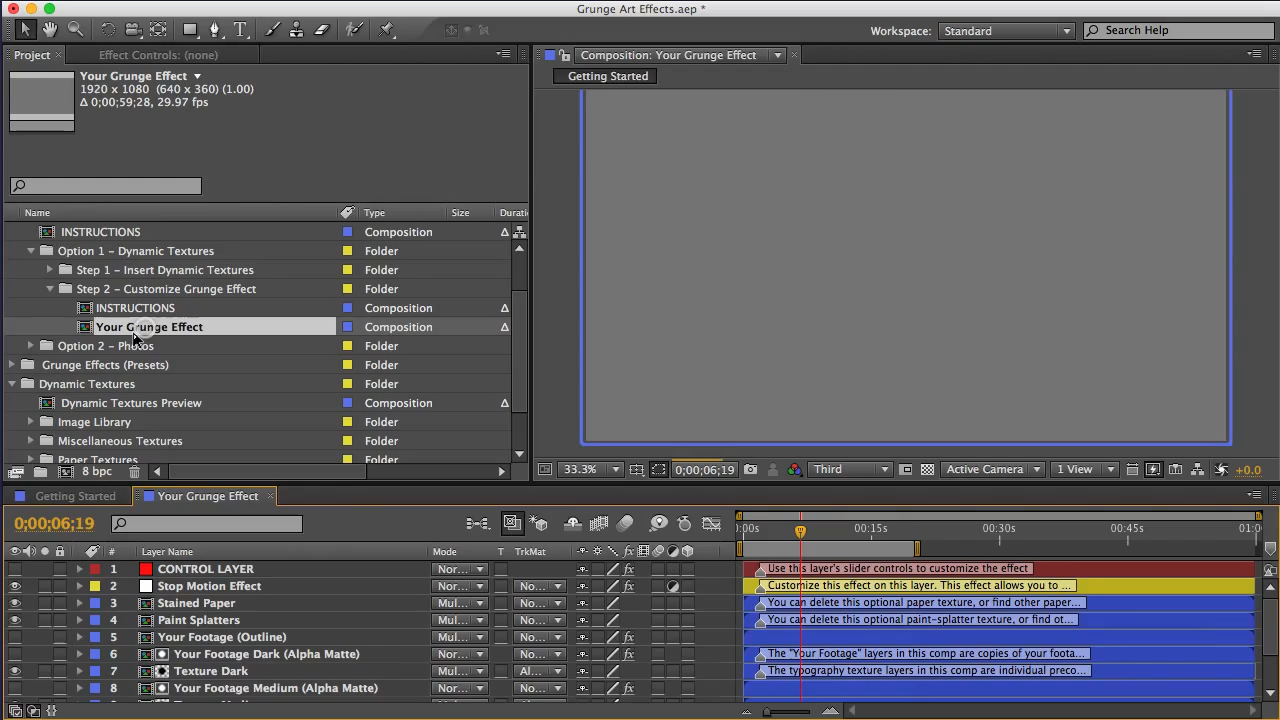 Grunge Art Effects.aep *
Workspace: Standard Search Help
Project Effect Controls: (none) Composition: Your Grunge Effect
Your Grunge Effect
1920 x 1080 (640 x 360) (1.00)
Δ 0;00;59;28, 29.97 fps
Getting Started
Name Type Size Durati
INSTRUCTIONS Composition Δ
Option 1 – Dynamic Textures Folder
Step 1 – Insert Dynamic Textures Folder
Step 2 – Customize Grunge Effect Folder
INSTRUCTIONS Composition Δ
Your Grunge Effect Composition Δ
Option 2 – Photos Folder
Grunge Effects (Presets) Folder
Dynamic Textures Folder
Dynamic Textures Preview Composition Δ
Image Library Folder
Miscellaneous Textures Folder
Paper Textures Folder
8 bpc 33.3% 0;00;06;19 Third Active Camera 1 View +0.0
Getting Started Your Grunge Effect
0;00;06;19 :00s 00:15s 00:30s 00:45s 01:0
# Layer Name Mode T TrkMat fx
1 CONTROL LAYER Nor... fx Use this layer's slider controls to customize the effect
2 Stop Motion Effect Nor... No... Customize this effect on this layer. This effect allows you to ...
3 Stained Paper Mul... No... You can delete this optional paper texture, or find other paper...
4 Paint Splatters Mul... No... You can delete this optional paint-splatter texture, or find ot...
5 Your Footage (Outline) Nor... No... fx
6 Your Footage Dark (Alpha Matte) Nor... No... fx The "Your Footage" layers in this comp are copies of your foota...
7 Texture Dark Mul... Al... The typography texture layers in this comp are individual preco...
8 Your Footage Medium (Alpha Matte) Nor... No... fx